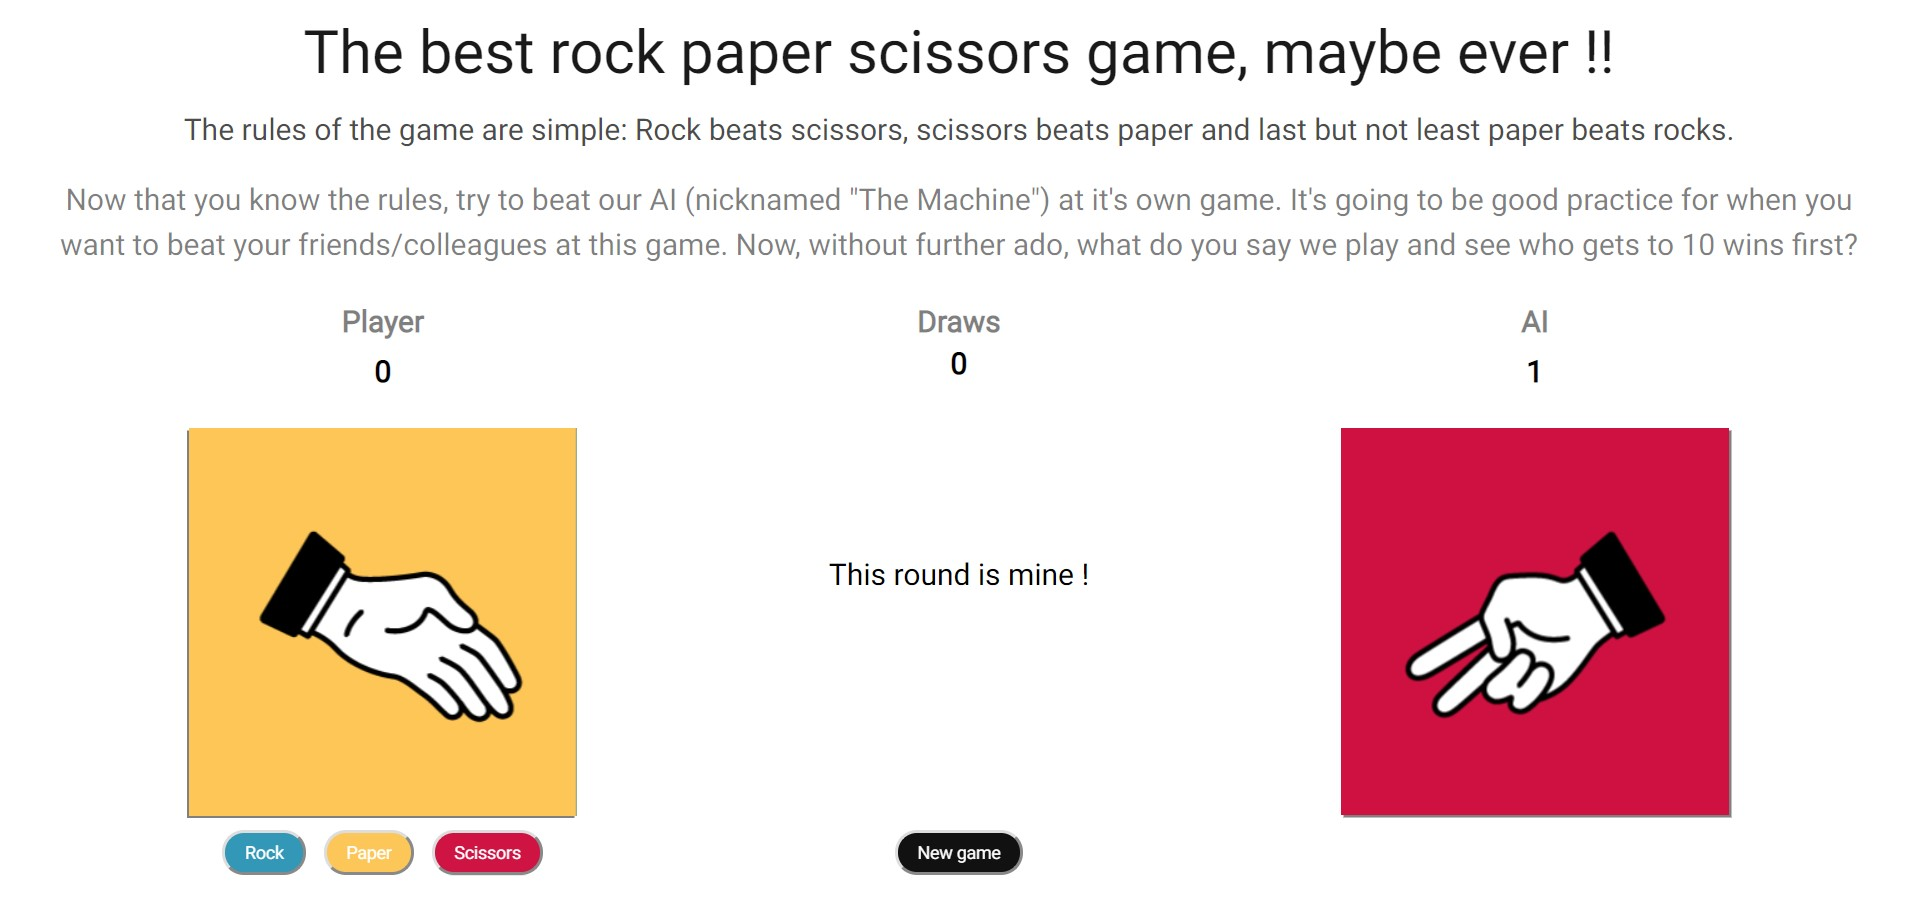 The best rock paper scissors game, maybe ever !!
The rules of the game are simple: Rock beats scissors, scissors beats paper and last but not least paper beats rocks.
Now that you know the rules, try to beat our AI (nicknamed "The Machine") at it's own game. It's going to be good practice for when you
want to beat your friends/colleagues at this game. Now, without further ado, what do you say we play and see who gets to 10 wins first?
Player
0
Draws
0
AI
1
This round is mine !
Rock
Paper
Scissors
New game